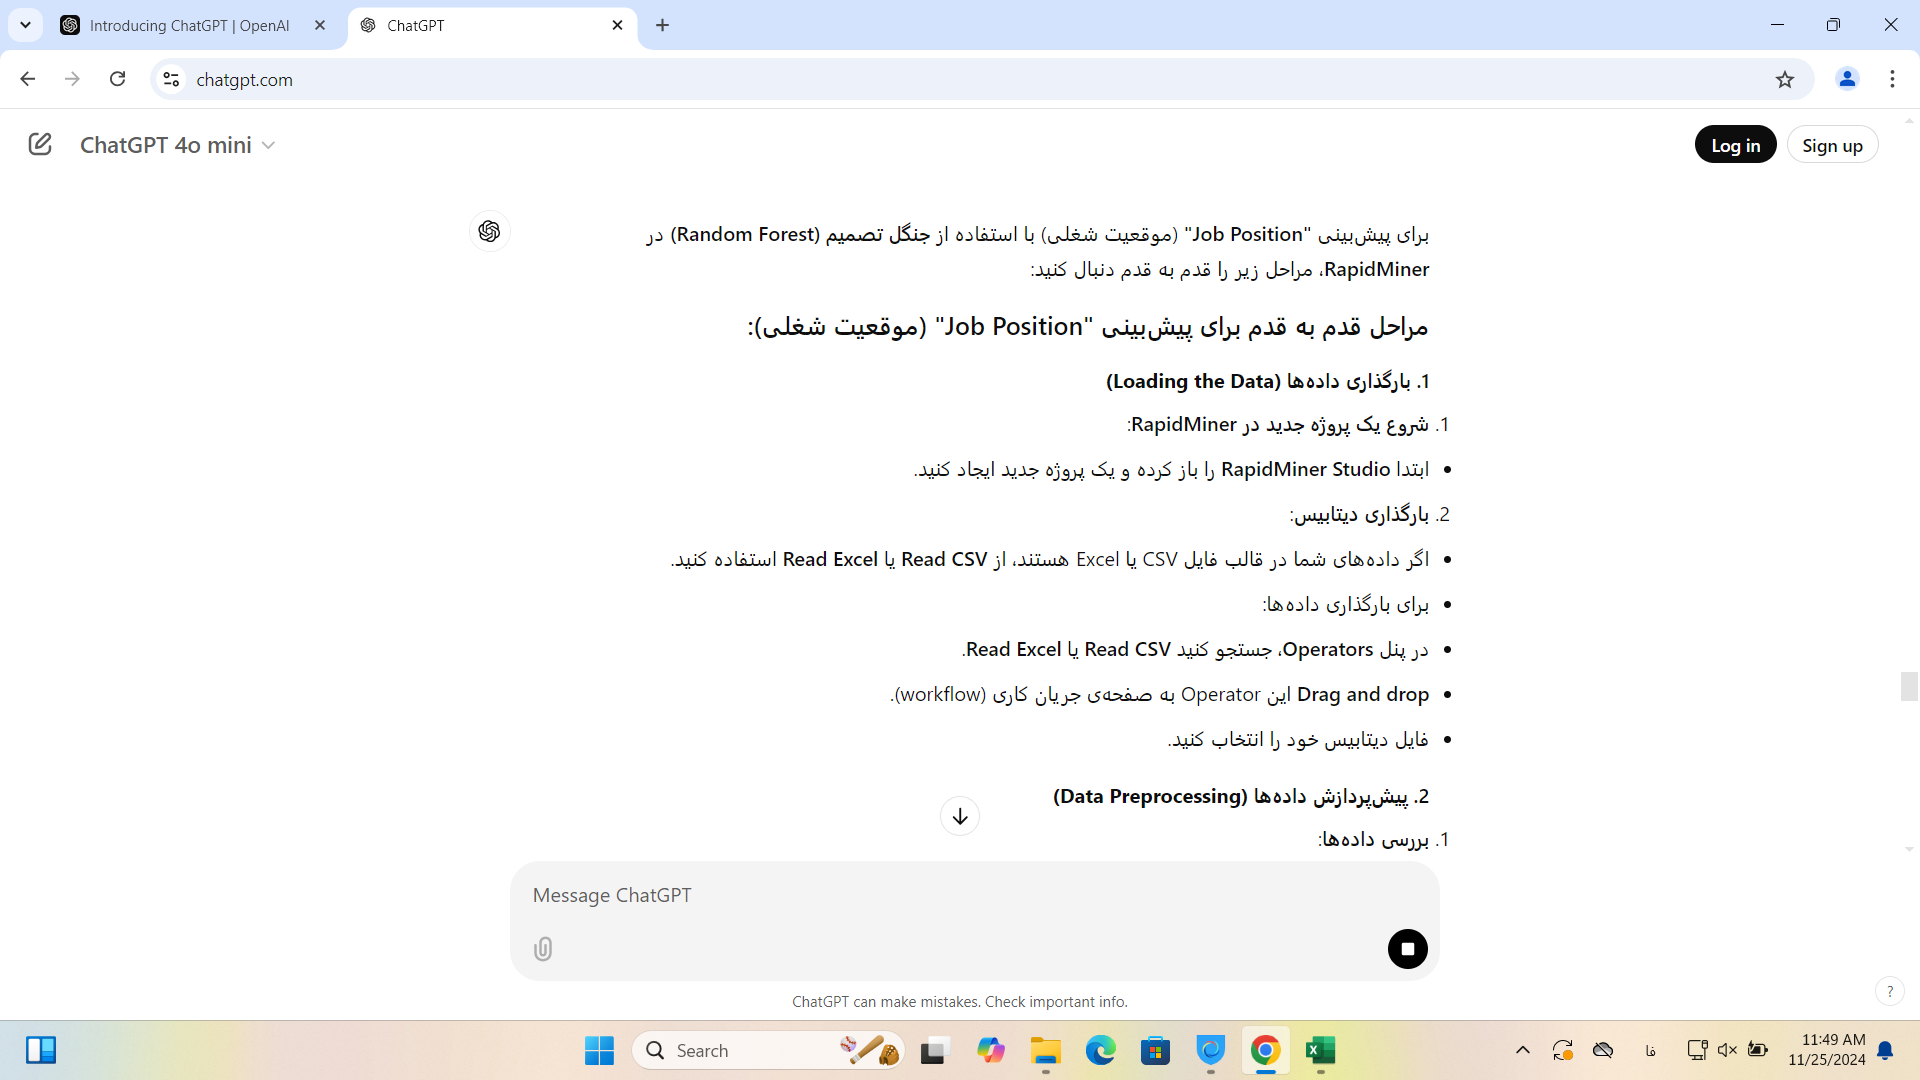 Introducing ChatGPT | OpenAI
ChatGPT
chatgpt.com
ChatGPT 4o mini
Log in
Sign up
برای پیش‌بینی "Job Position" (موقعیت شغلی) با استفاده از جنگل تصمیم (Random Forest) در
RapidMiner، مراحل زیر را قدم به قدم دنبال کنید:
مراحل قدم به قدم برای پیش‌بینی "Job Position" (موقعیت شغلی):
1. بارگذاری داده‌ها (Loading the Data)
1. شروع یک پروژه جدید در RapidMiner:
• ابتدا RapidMiner Studio را باز کرده و یک پروژه جدید ایجاد کنید.
2. بارگذاری دیتابیس:
• اگر داده‌های شما در قالب فایل CSV یا Excel هستند، از Read CSV یا Read Excel استفاده کنید.
• برای بارگذاری داده‌ها:
• در پنل Operators، جستجو کنید Read CSV یا Read Excel.
• Drag and drop این Operator به صفحه‌ی جریان کاری (workflow).
• فایل دیتابیس خود را انتخاب کنید.
2. پیش‌پردازش داده‌ها (Data Preprocessing)
1. بررسی داده‌ها:
Message ChatGPT
ChatGPT can make mistakes. Check important info.
?
Search
فا
11:49 AM
11/25/2024